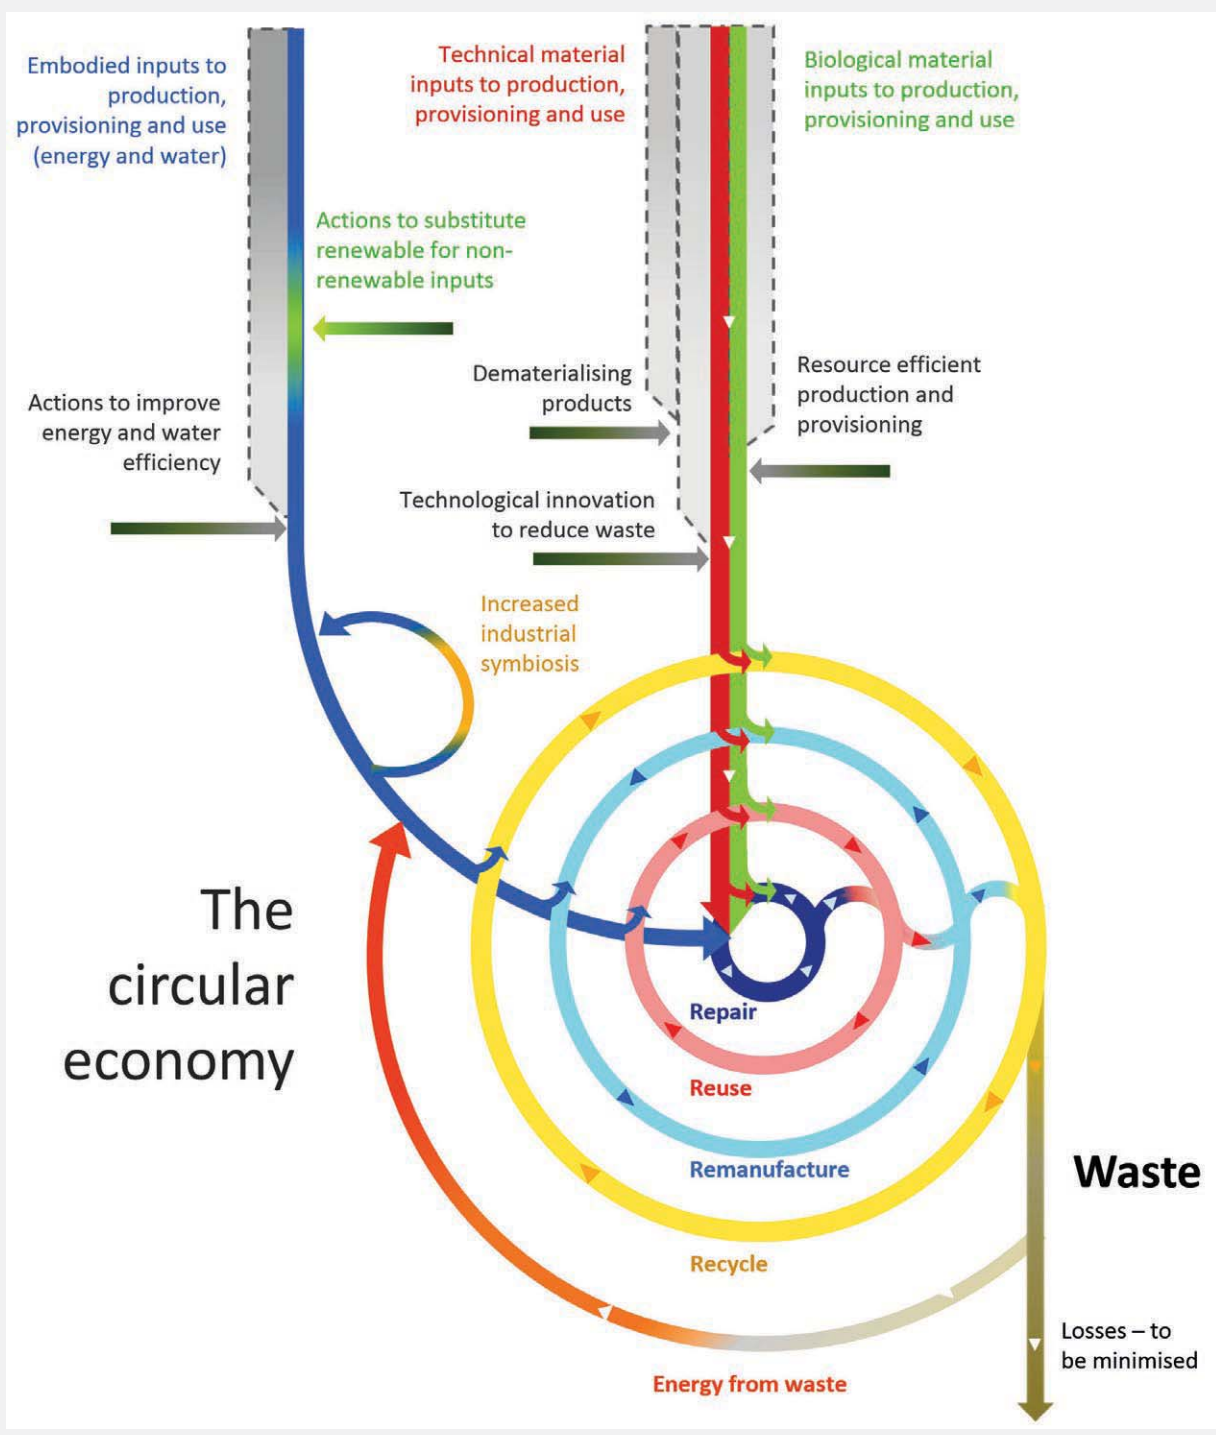 Embodied inputs to
production,
provisioning and use
(energy and water)
Technical material
inputs to production,
provisioning and use
Biological material
inputs to production,
provisioning and use
Actions to substitute
renewable for non-
renewable inputs
Actions to improve
energy and water
efficiency
Dematerialising
products
Resource efficient
production and
provisioning
Technological innovation
to reduce waste
Increased
industrial
symbiosis
The
circular
economy
Repair
Reuse
Remanufacture
Recycle
Waste
Losses – to
be minimised
Energy from waste